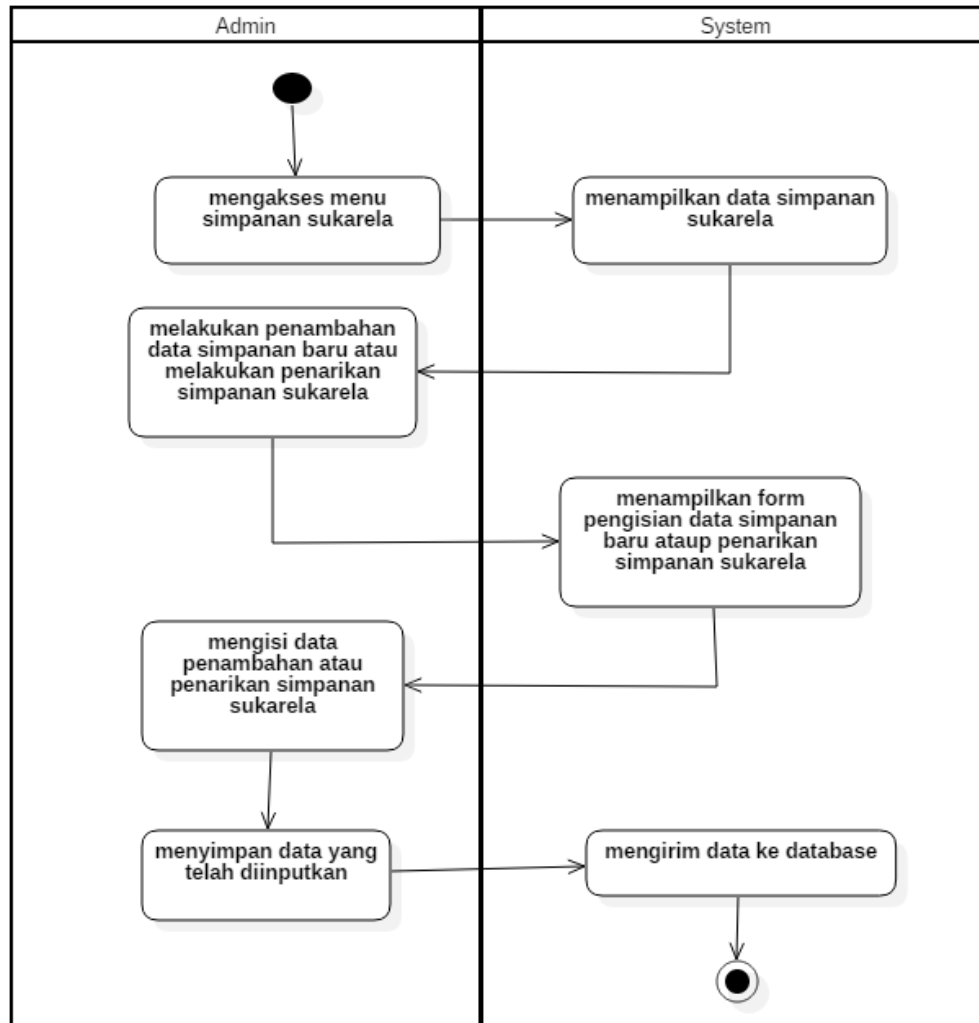 Admin
System
mengakses menu
simpanan sukarela
menampilkan data simpanan
sukarela
melakukan penambahan
data simpanan baru atau
melakukan penarikan
simpanan sukarela
menampilkan form
pengisian data simpanan
baru ataup penarikan
simpanan sukarela
mengisi data
penambahan atau
penarikan simpanan
sukarela
menyimpan data yang
telah diinputkan
mengirim data ke database